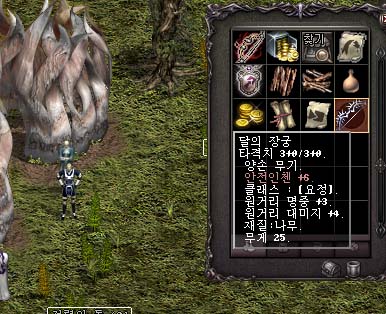 찾기
달의 장궁
타격치 3+0/3+0.
양손 무기.
안전인챈 +6
클래스 : [요정].
원거리 명중 +3.
원거리 대미지 +4.
재질:나무.
무게 25.